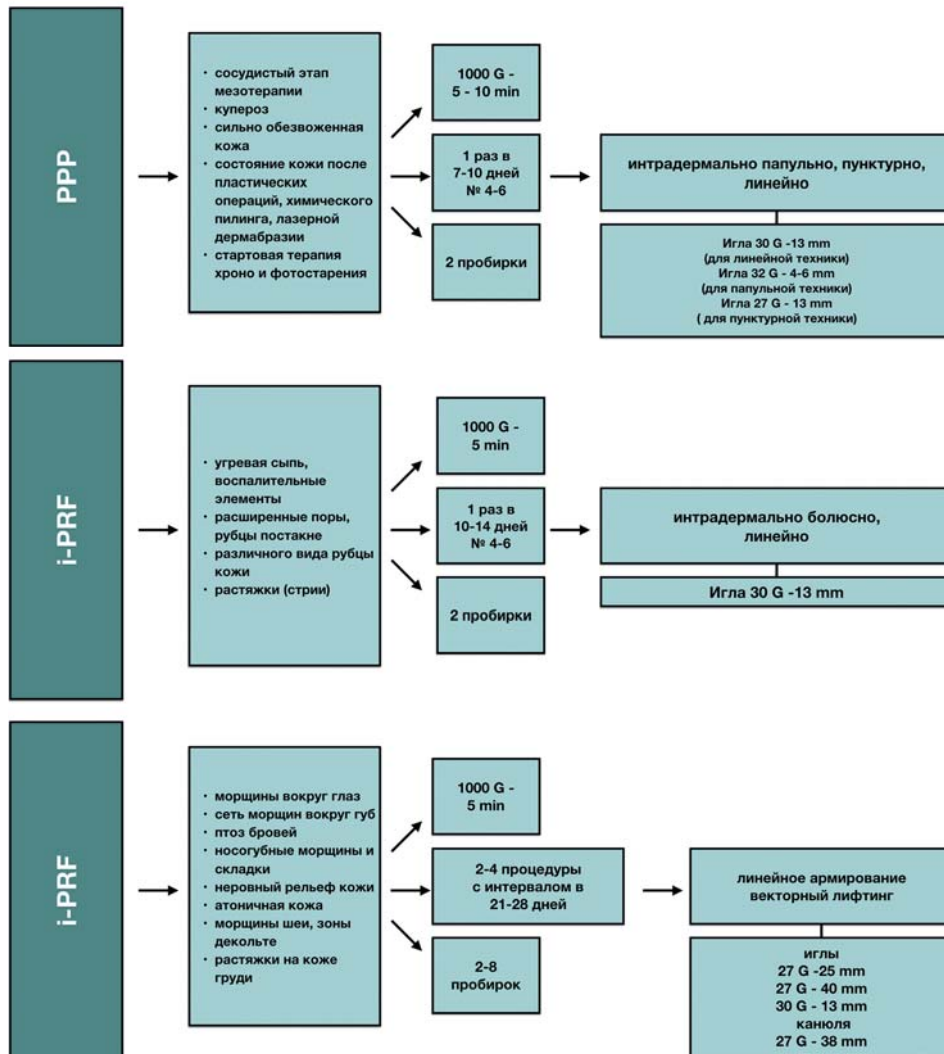 PPP
· сосудистый этап
мезотерапии
· купероз
· сильно обезвоженная
кожа
· состояние кожи после
пластических
операций, химического
пилинга, лазерной
дермабразии
· стартовая терапия
хроно и фотостарения
1000 G -
5 - 10 min
1 раз в
7-10 дней
№ 4-6
2 пробирки
интрадермально папульно, пунктурно,
линейно
Игла 30 G -13 mm
(для линейной техники)
Игла 32 G - 4-6 mm
(для папульной техники)
Игла 27 G - 13 mm
( для пунктурной техники)
i-PRF
· угревая сыпь,
воспалительные
элементы
· расширенные поры,
рубцы постакне
· различного вида рубцы
кожи
· растяжки (стрии)
1000 G -
5 min
1 раз в
10-14 дней
№ 4-6
2 пробирки
интрадермально болюсно,
линейно
Игла 30 G -13 mm
i-PRF
· морщины вокруг глаз
· сеть морщин вокруг губ
· птоз бровей
· носогубные морщины и
складки
· неровный рельеф кожи
· атоничная кожа
· морщины шеи, зоны
декольте
· растяжки на коже
груди
1000 G -
5 min
2-4 процедуры
с интервалом в
21-28 дней
2-8
пробирок
линейное армирование
векторный лифтинг
иглы
27 G -25 mm
27 G - 40 mm
30 G - 13 mm
канюля
27 G - 38 mm